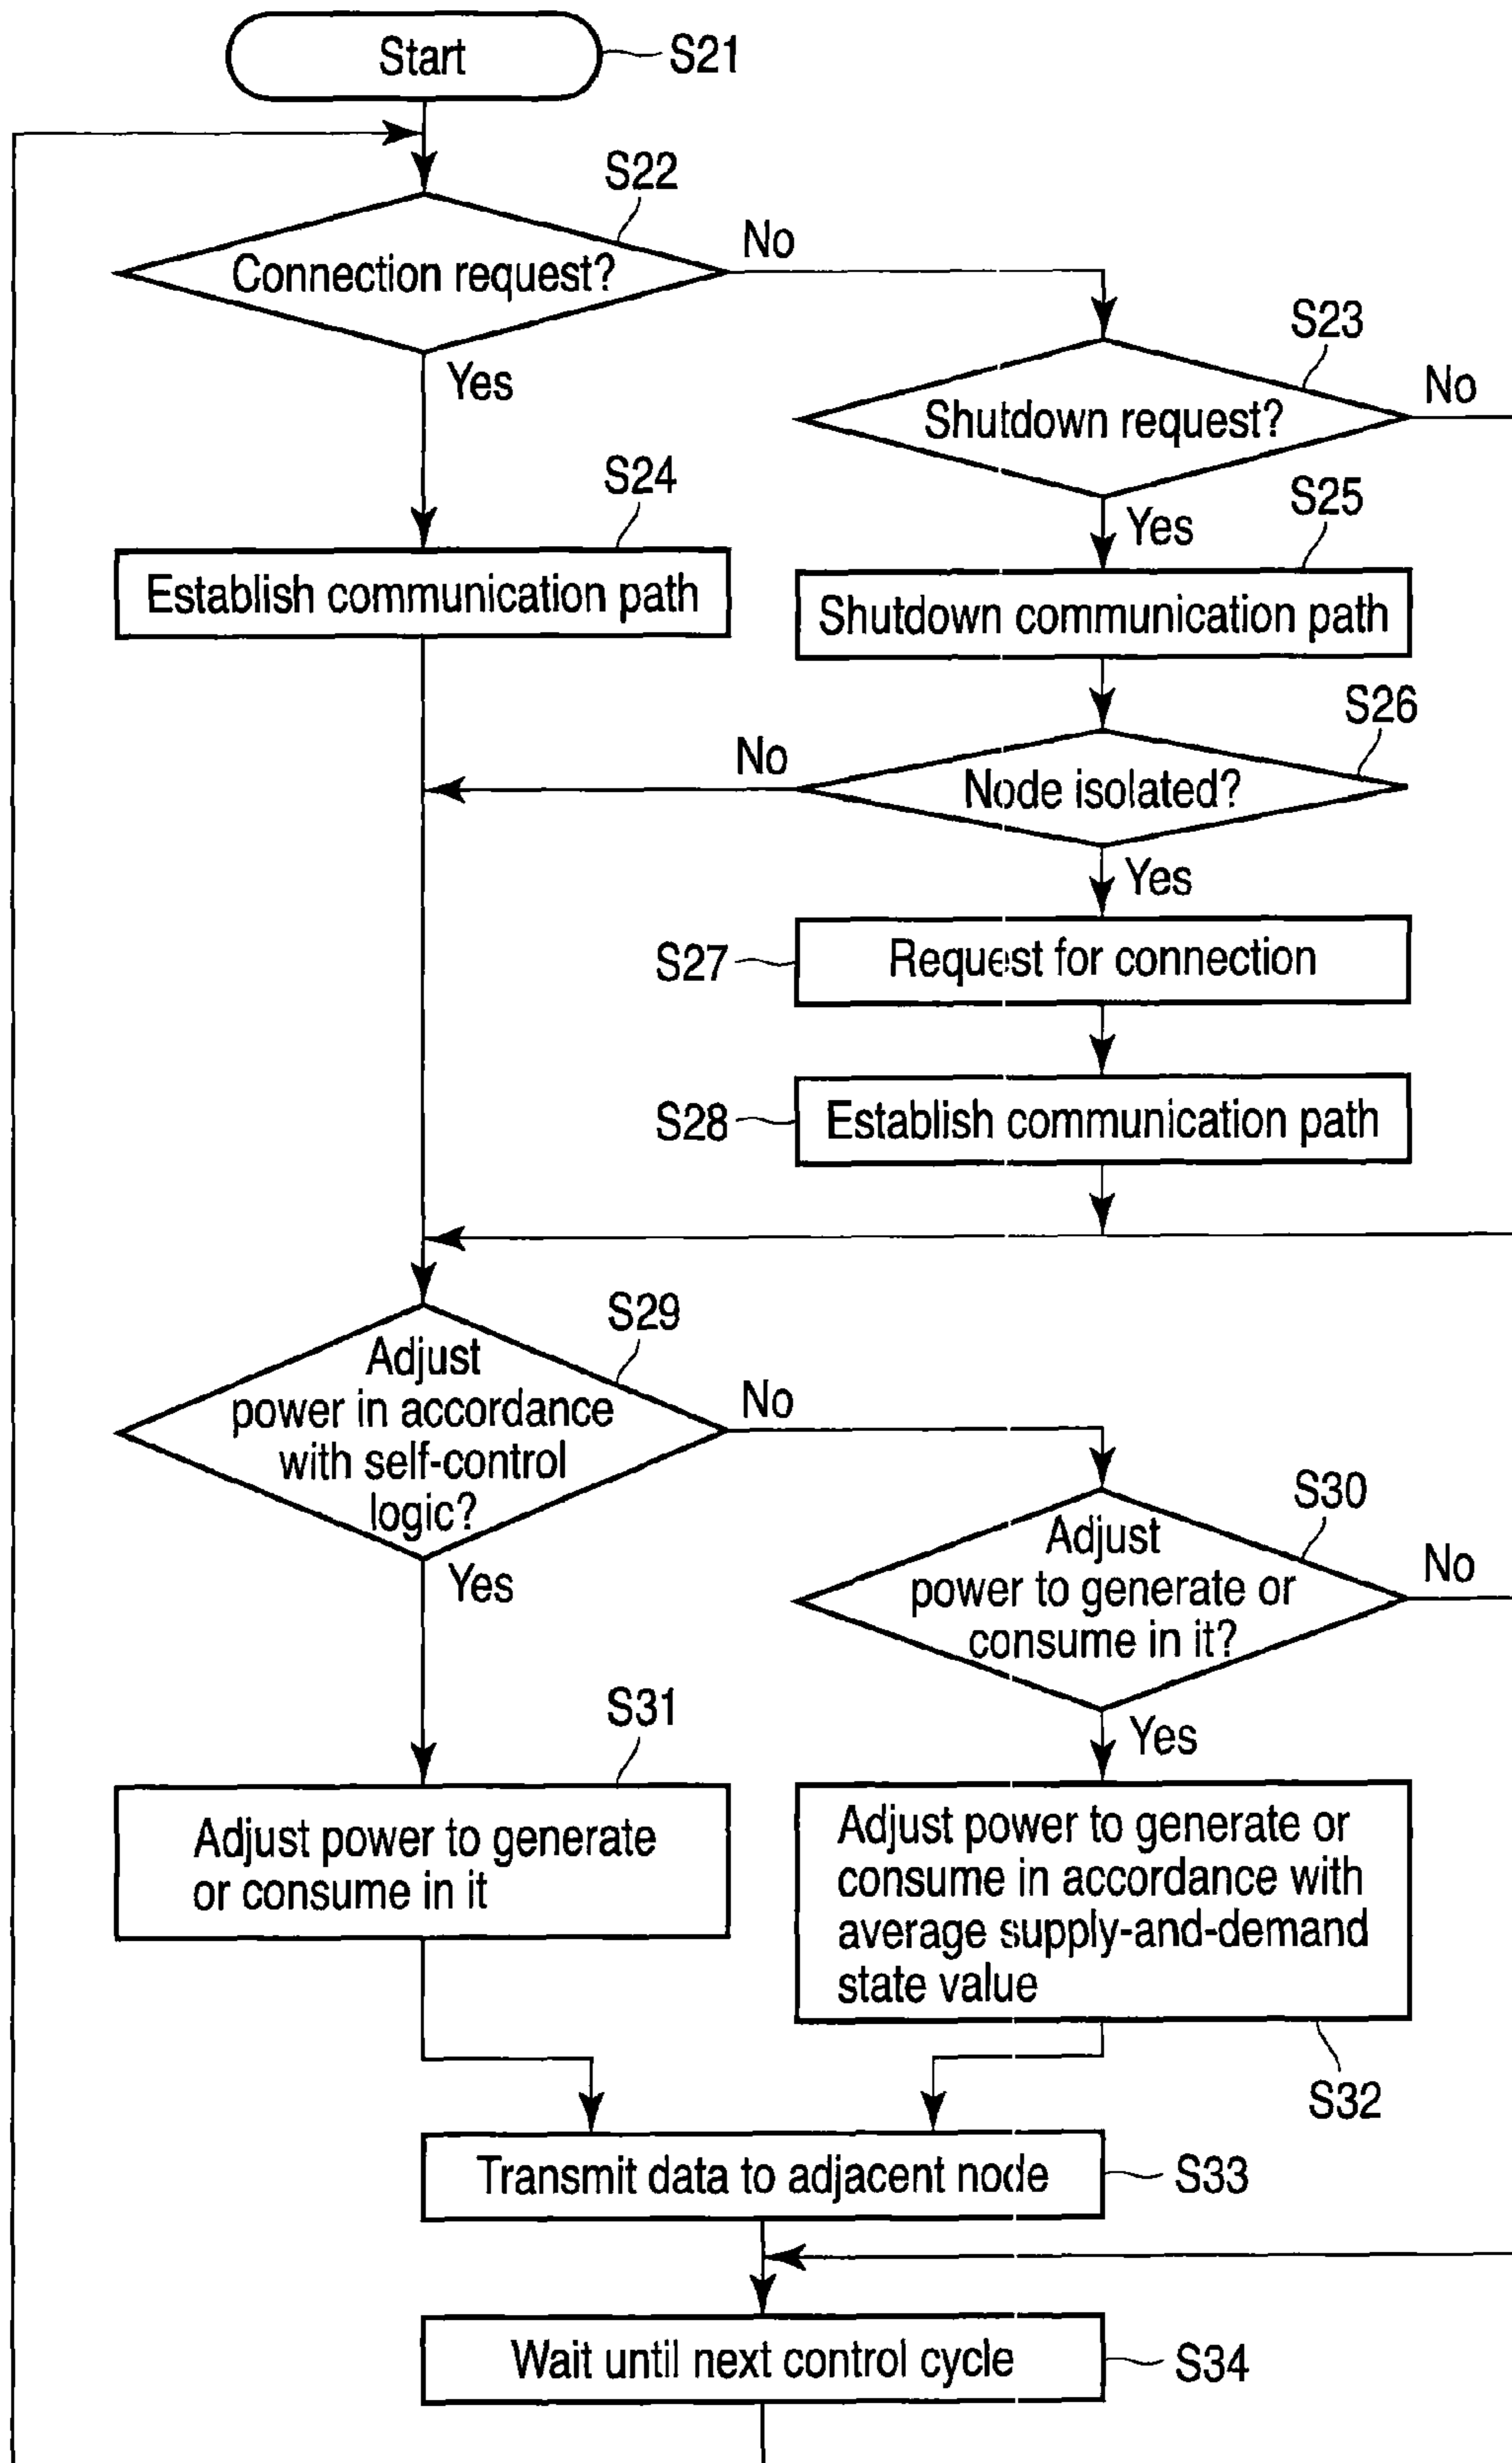 Start
S21
S22
Connection request?
No
Yes
S23
Shutdown request?
No
Yes
S24
Establish communication path
S25
Shutdown communication path
S26
Node isolated?
No
Yes
S27
Request for connection
S28
Establish communication path
S29
Adjust
power in accordance
with self-control
logic?
No
Yes
S30
Adjust
power to generate or
consume in it?
No
Yes
S31
Adjust power to generate
or consume in it
Adjust power to generate or
consume in accordance with
average supply-and-demand
state value
S32
Transmit data to adjacent node
S33
Wait until next control cycle
S34